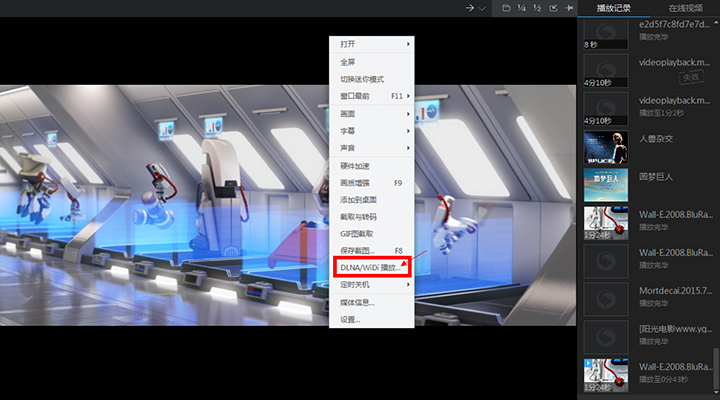 播放记录
在线视频
打开
全屏
切换迷你模式
窗口最前 F11
画面
字幕
声音
硬件加速
画质增强 F9
添加到桌面
截取与转码
GIF图截取
保存截图... F8
DLNA/WiDi 播放...
定时关机
媒体信息...
设置...
e2d5f7c8fd7e7d...
播放完毕
8 秒
videoplayback.m...
失效
4分10秒
videoplayback.m...
播放至1分2秒
4分10秒
人兽杂交
SPLICE
圆梦巨人
圆梦巨人
Wall-E.2008.BluRa...
播放完毕
1分24秒
Wall-E.2008.BluRa...
播放完毕
Mortdecai.2015.7...
播放完毕
[阳光电影www.yg...
播放完毕
Wall-E.2008.BluRa...
播放至0分43秒
1分24秒